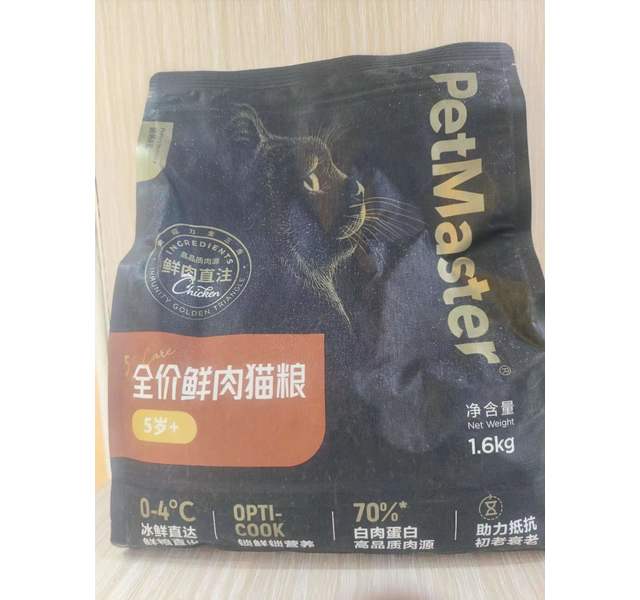 PetMaster®
INGREDIENTS
高品质肉源
鲜肉直注
Chicken
IMMUNITY GOLDEN TRIANGLE
Care
全价鲜肉猫粮
5岁+
净含量
Net Weight
1.6kg
0-4°C
冰鲜直达
OPTI-
COOK
锁鲜锁营养
70%*
白肉蛋白
高品质肉源
助力抵抗
初老衰老